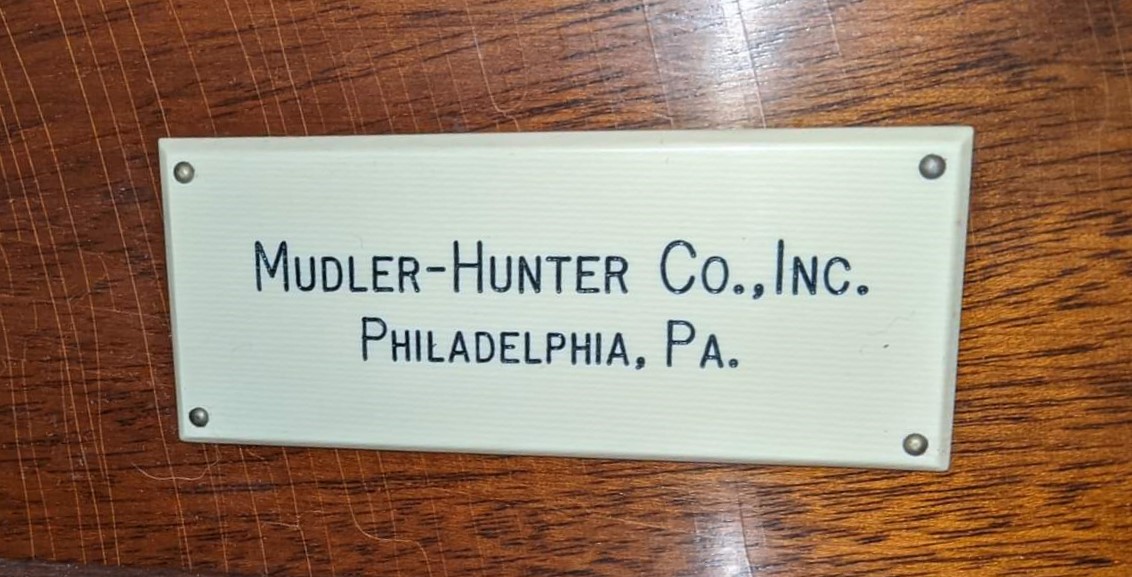 Mudler-Hunter Co., Inc.
Philadelphia, Pa.